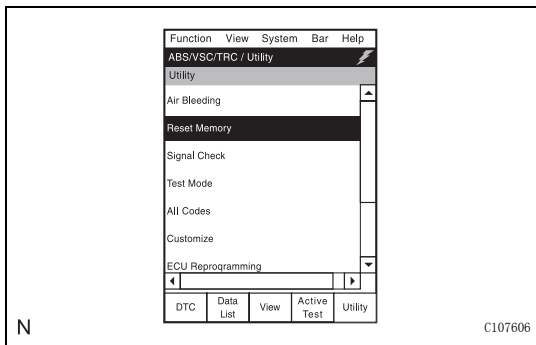 Function View System Bar Help
ABS/VSC/TRC / Utility
Utility
Air Bleeding
Reset Memory
Signal Check
Test Mode
All Codes
Customize
ECU Reprogramming
DTC Data List View Active Test Utility
N C107606